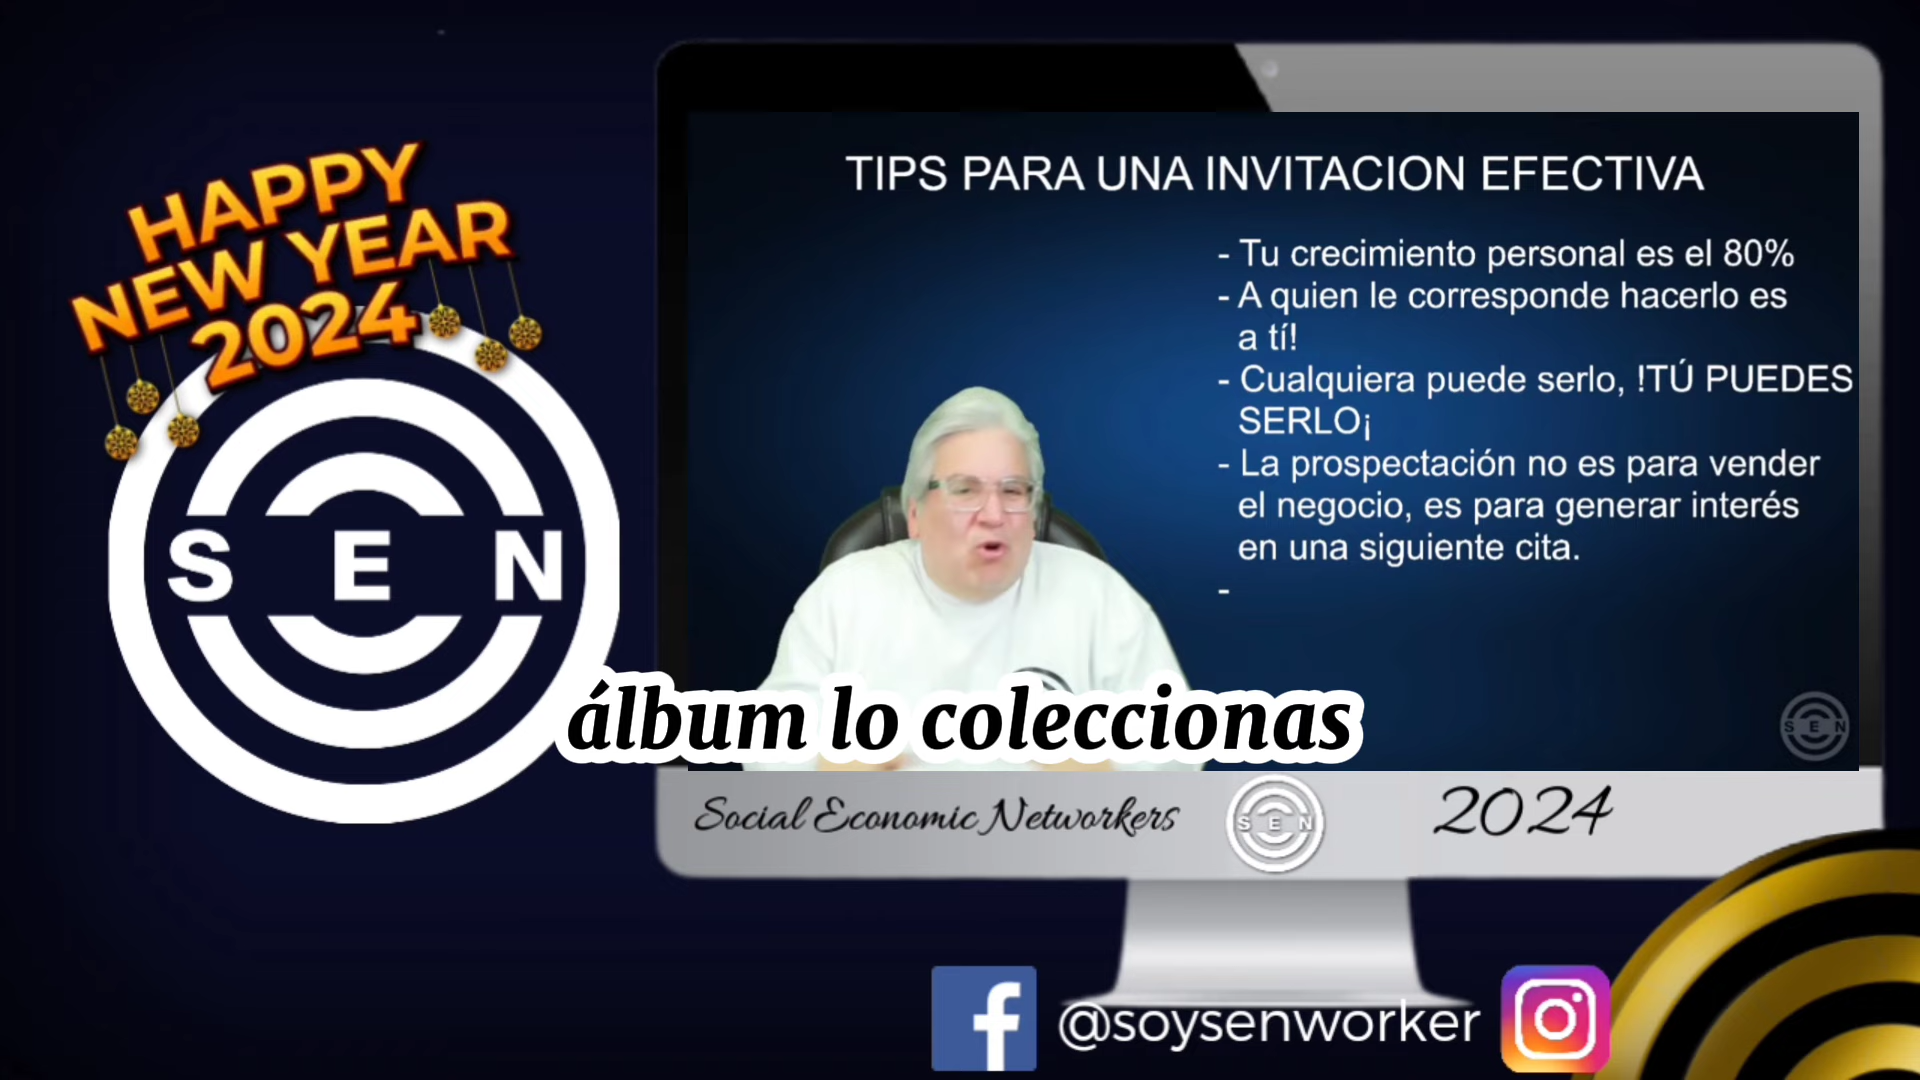 HAPPY
NEW YEAR
2024
S E N
TIPS PARA UNA INVITACION EFECTIVA
- Tu crecimiento personal es el 80%
- A quien le corresponde hacerlo es
a tí!
- Cualquiera puede serlo, !TÚ PUEDES
SERLO¡
- La prospectación no es para vender
el negocio, es para generar interés
en una siguiente cita.
-
S E N
álbum lo coleccionas
Social Economic Networkers
S E N
2024
@soysenworker